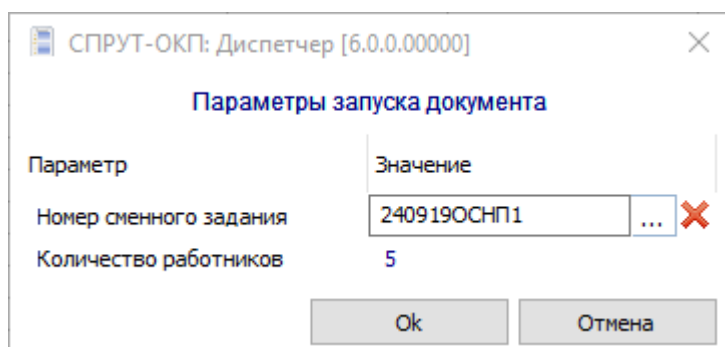 СПРУТ-ОКП: Диспетчер [6.0.0.00000]
Параметры запуска документа
Параметр Значение
Номер сменного задания 240919ОСНП1 ...
Количество работников 5
Ok Отмена